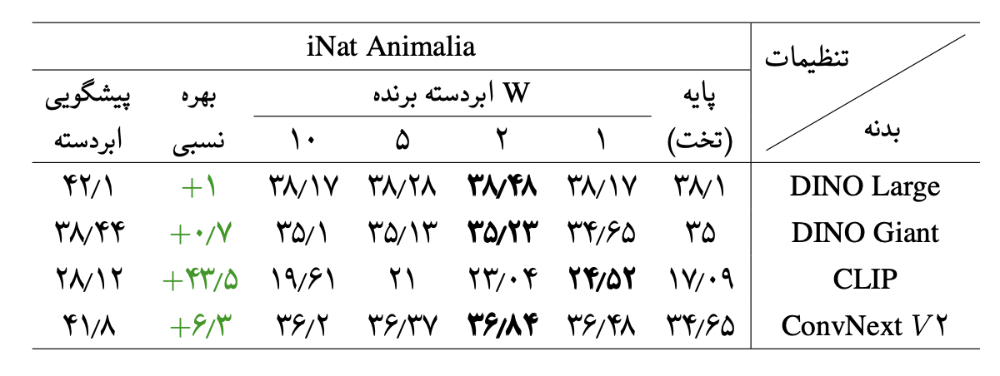 تنظیمات iNat Animalia
بدنه پایه (تخت) W ابردسته برنده بهره نسبی پیشگویی ابردسته
۱ ۲ ۵ ۱۰
DINO Large ۳۸/۱ ۳۸/۱۷ ۳۸/۴۸ ۳۸/۲۸ ۳۸/۱۷ +۱ ۴۲/۱
DINO Giant ۳۵ ۳۴/۶۵ ۳۵/۲۳ ۳۵/۱۳ ۳۵/۱ +۰/۷ ۳۸/۴۴
CLIP ۱۷/۰۹ ۲۴/۵۲ ۲۳/۰۴ ۲۱ ۱۹/۶۱ +۴۳/۵ ۲۸/۱۲
ConvNext V۲ ۳۴/۶۵ ۳۶/۴۸ ۳۶/۸۴ ۳۶/۳۷ ۳۶/۲ +۶/۳ ۴۱/۸